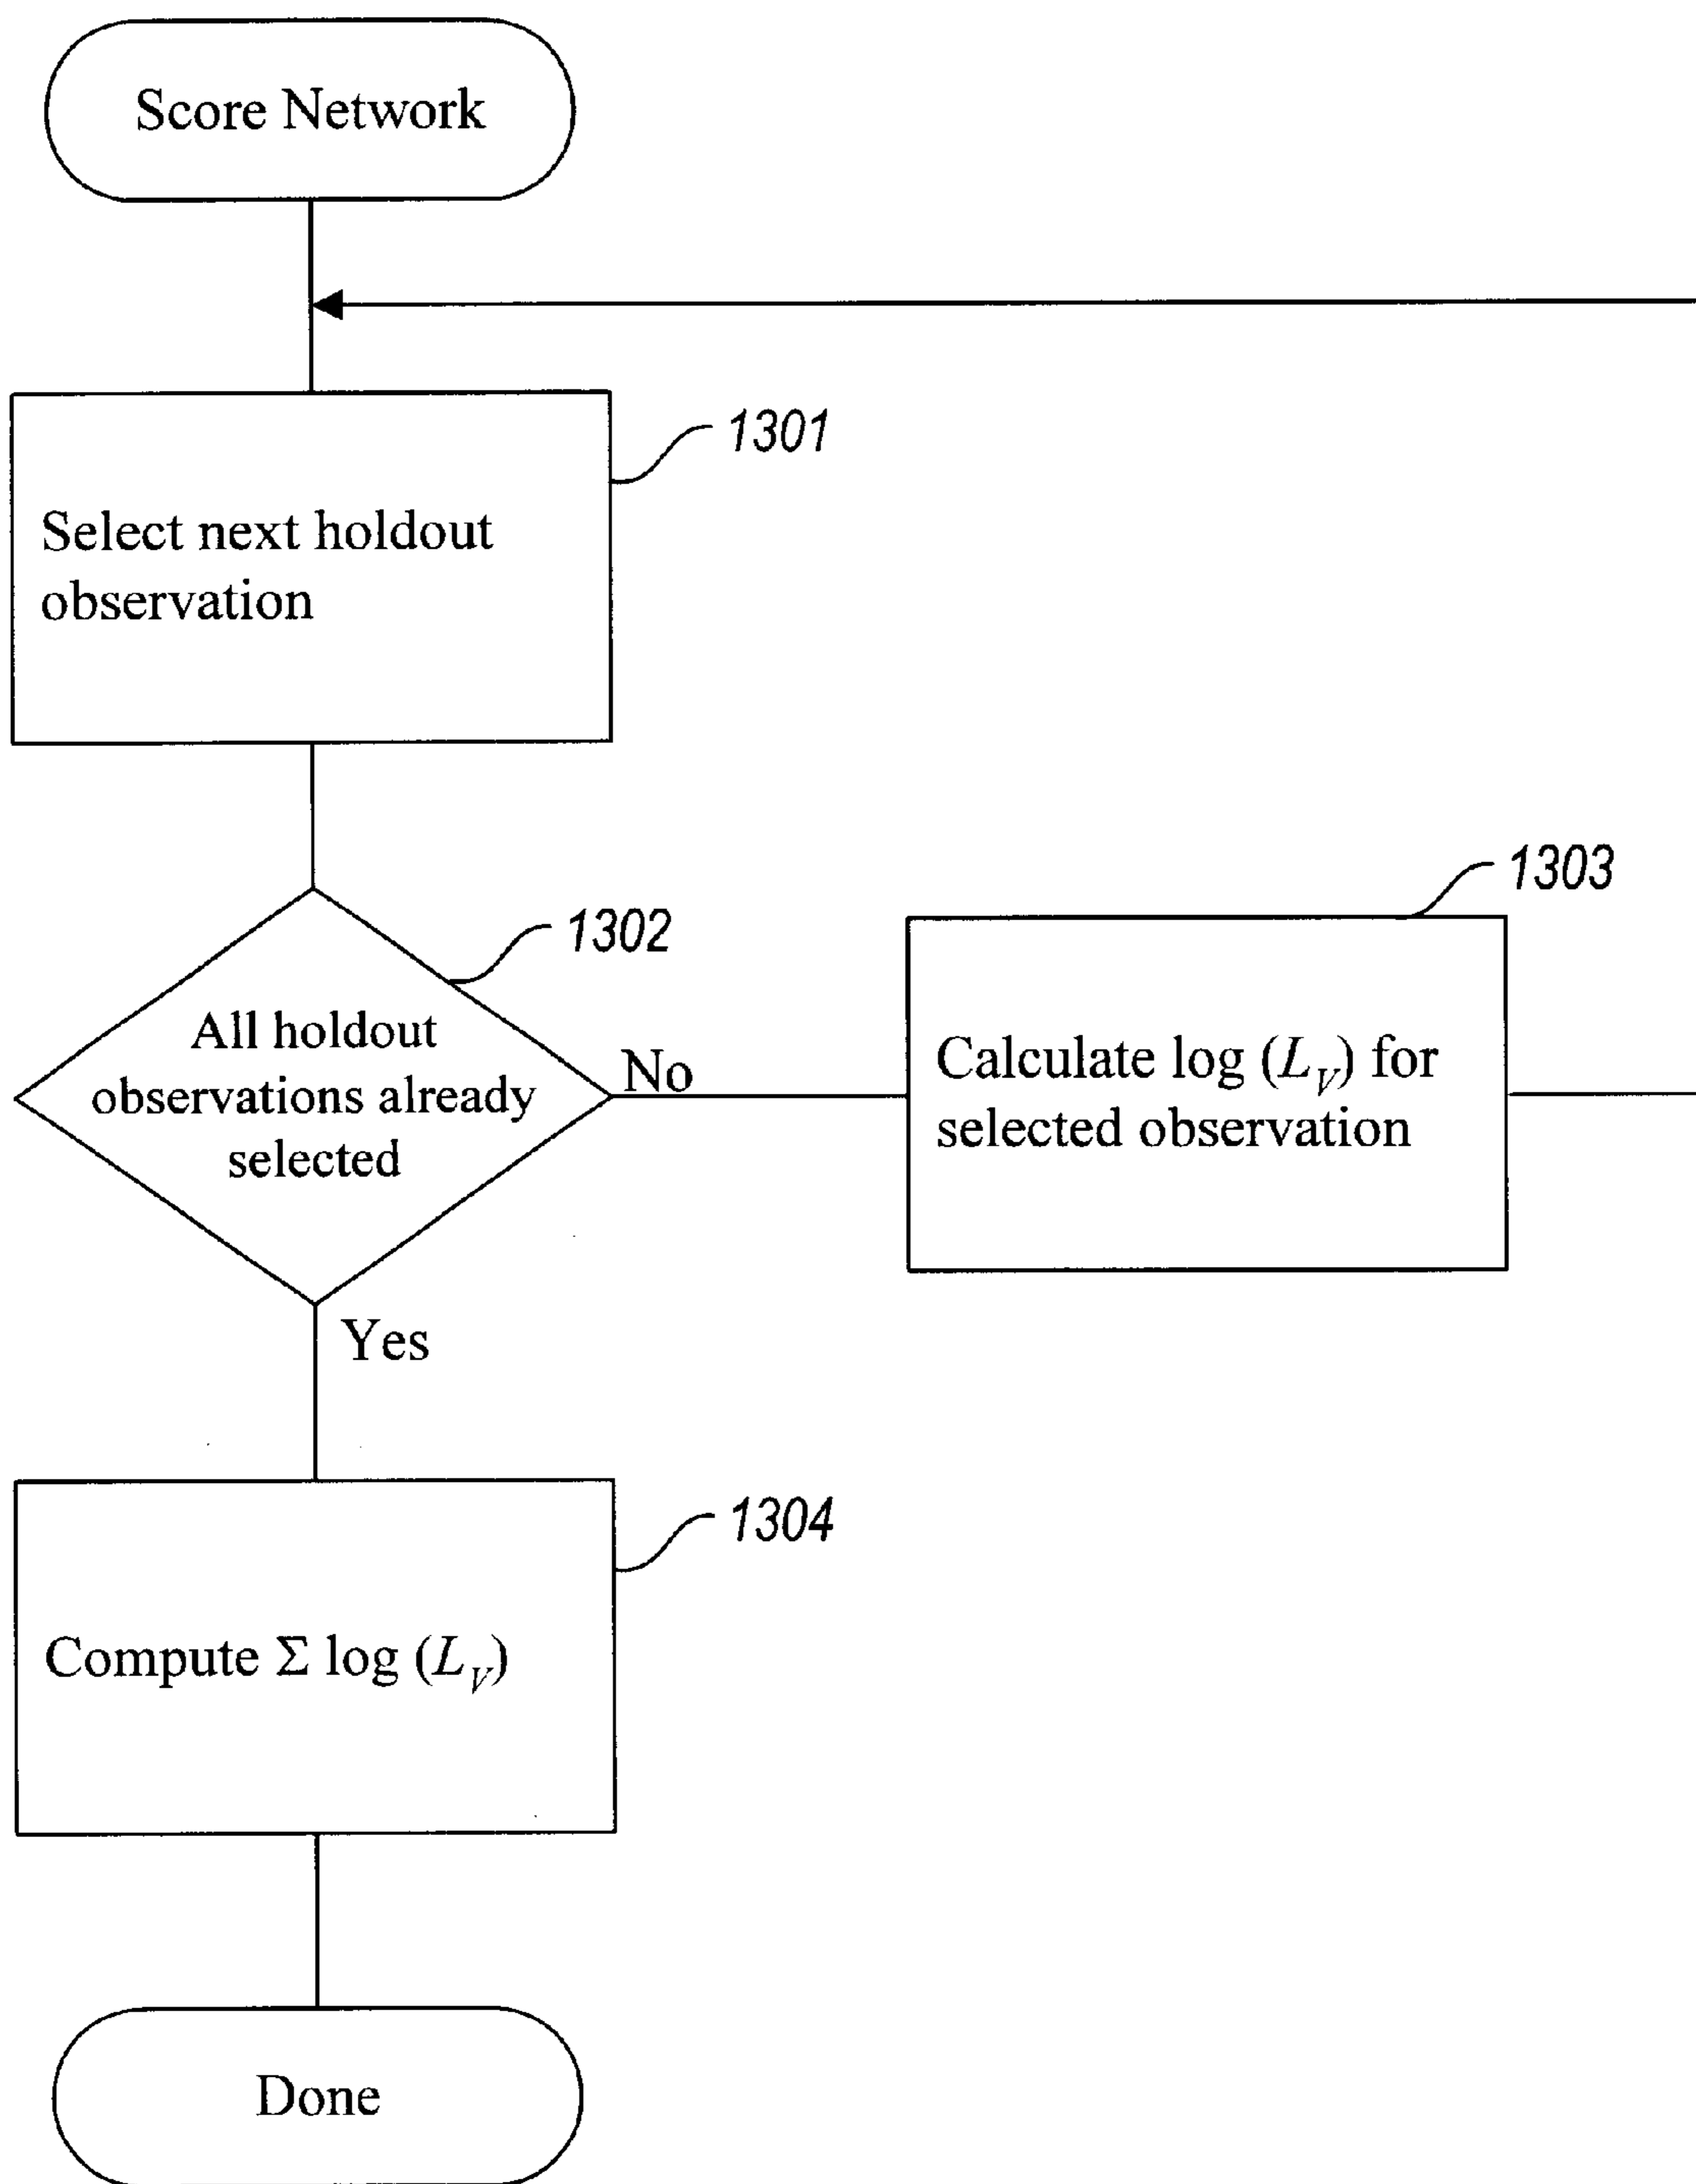 Score Network
1301
Select next holdout
observation
1302
All holdout
observations already
selected
No
1303
Calculate log (L_V) for
selected observation
Yes
1304
Compute Σ log (L_V)
Done